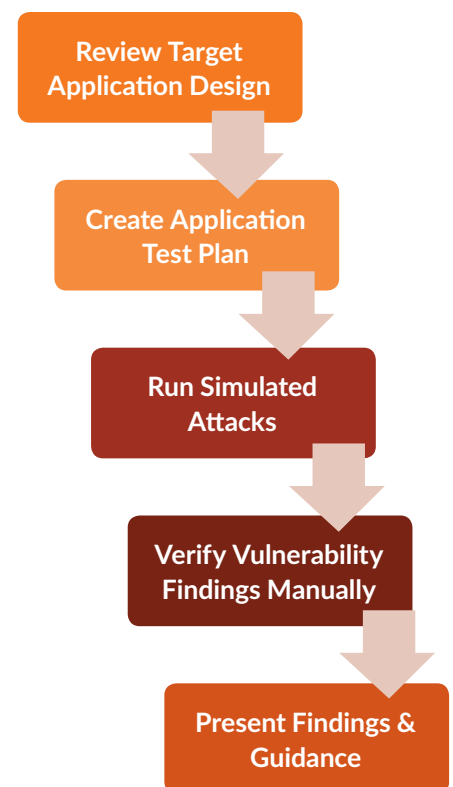 Review Target
Application Design
Create Application
Test Plan
Run Simulated
Attacks
Verify Vulnerability
Findings Manually
Present Findings &
Guidance